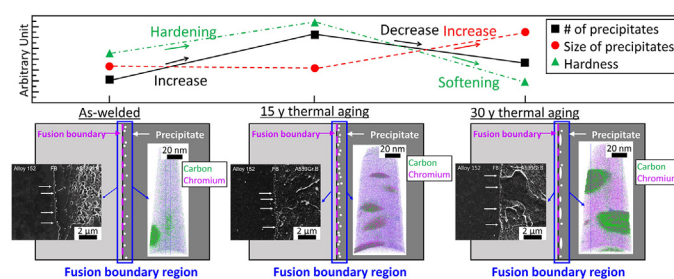 Arbitrary Unit
Hardening
Increase
Decrease
Increase
Softening
# of precipitates
Size of precipitates
Hardness
As-welded
15 y thermal aging
30 y thermal aging
Fusion boundary
Precipitate
20 nm
Carbon
Chromium
Alloy 152
FB
A533Gr.B
2 µm
Fusion boundary region
Fusion boundary
Precipitate
20 nm
Carbon
Chromium
Alloy 152
FB
A533Gr.B
2 µm
Fusion boundary region
Fusion boundary
Precipitate
20 nm
Carbon
Chromium
Alloy 152
FB
A533Gr.B
2 µm
Fusion boundary region